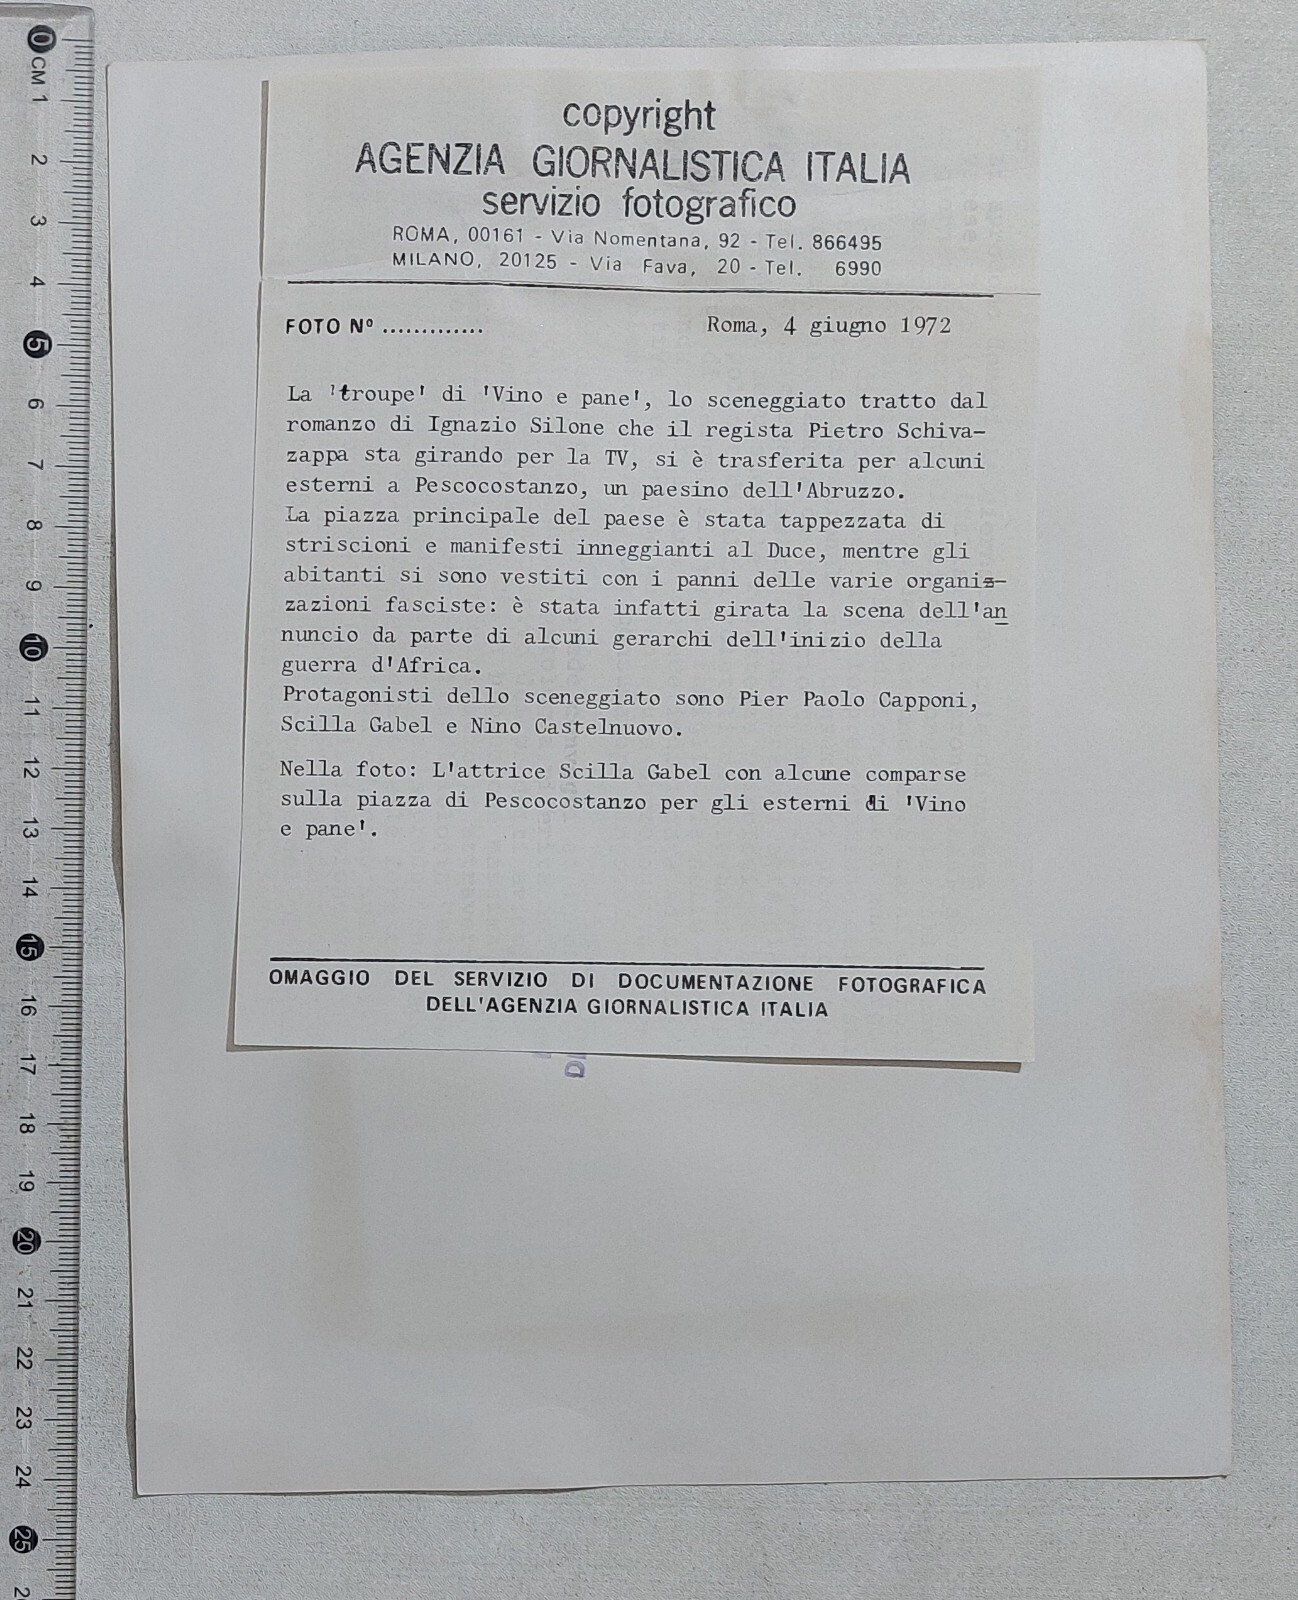 copyright
AGENZIA GIORNALISTICA ITALIA
servizio fotografico
ROMA, 00161 - Via Nomentana, 92 - Tel. 866495
MILANO, 20125 - Via Fava, 20 - Tel. 6990
FOTO Nº .............
Roma, 4 giugno 1972
La 'troupe' di 'Vino e pane', lo sceneggiato tratto dal
romanzo di Ignazio Silone che il regista Pietro Schiva-
zappa sta girando per la TV, si è trasferita per alcuni
esterni a Pescocostanzo, un paesino dell'Abruzzo.
La piazza principale del paese è stata tappezzata di
striscioni e manifesti inneggianti al Duce, mentre gli
abitanti si sono vestiti con i panni delle varie organiz-
zazioni fasciste: è stata infatti girata la scena dell'an
nuncio da parte di alcuni gerarchi dell'inizio della
guerra d'Africa.
Protagonisti dello sceneggiato sono Pier Paolo Capponi,
Scilla Gabel e Nino Castelnuovo.
Nella foto: L'attrice Scilla Gabel con alcune comparse
sulla piazza di Pescocostanzo per gli esterni di 'Vino
e pane'.
OMAGGIO DEL SERVIZIO DI DOCUMENTAZIONE FOTOGRAFICA
DELL'AGENZIA GIORNALISTICA ITALIA
0 CM 1
2
3
4
5
6
7
8
9
10
11
12
13
14
15
16
17
18
19
20
21
22
23
24
25